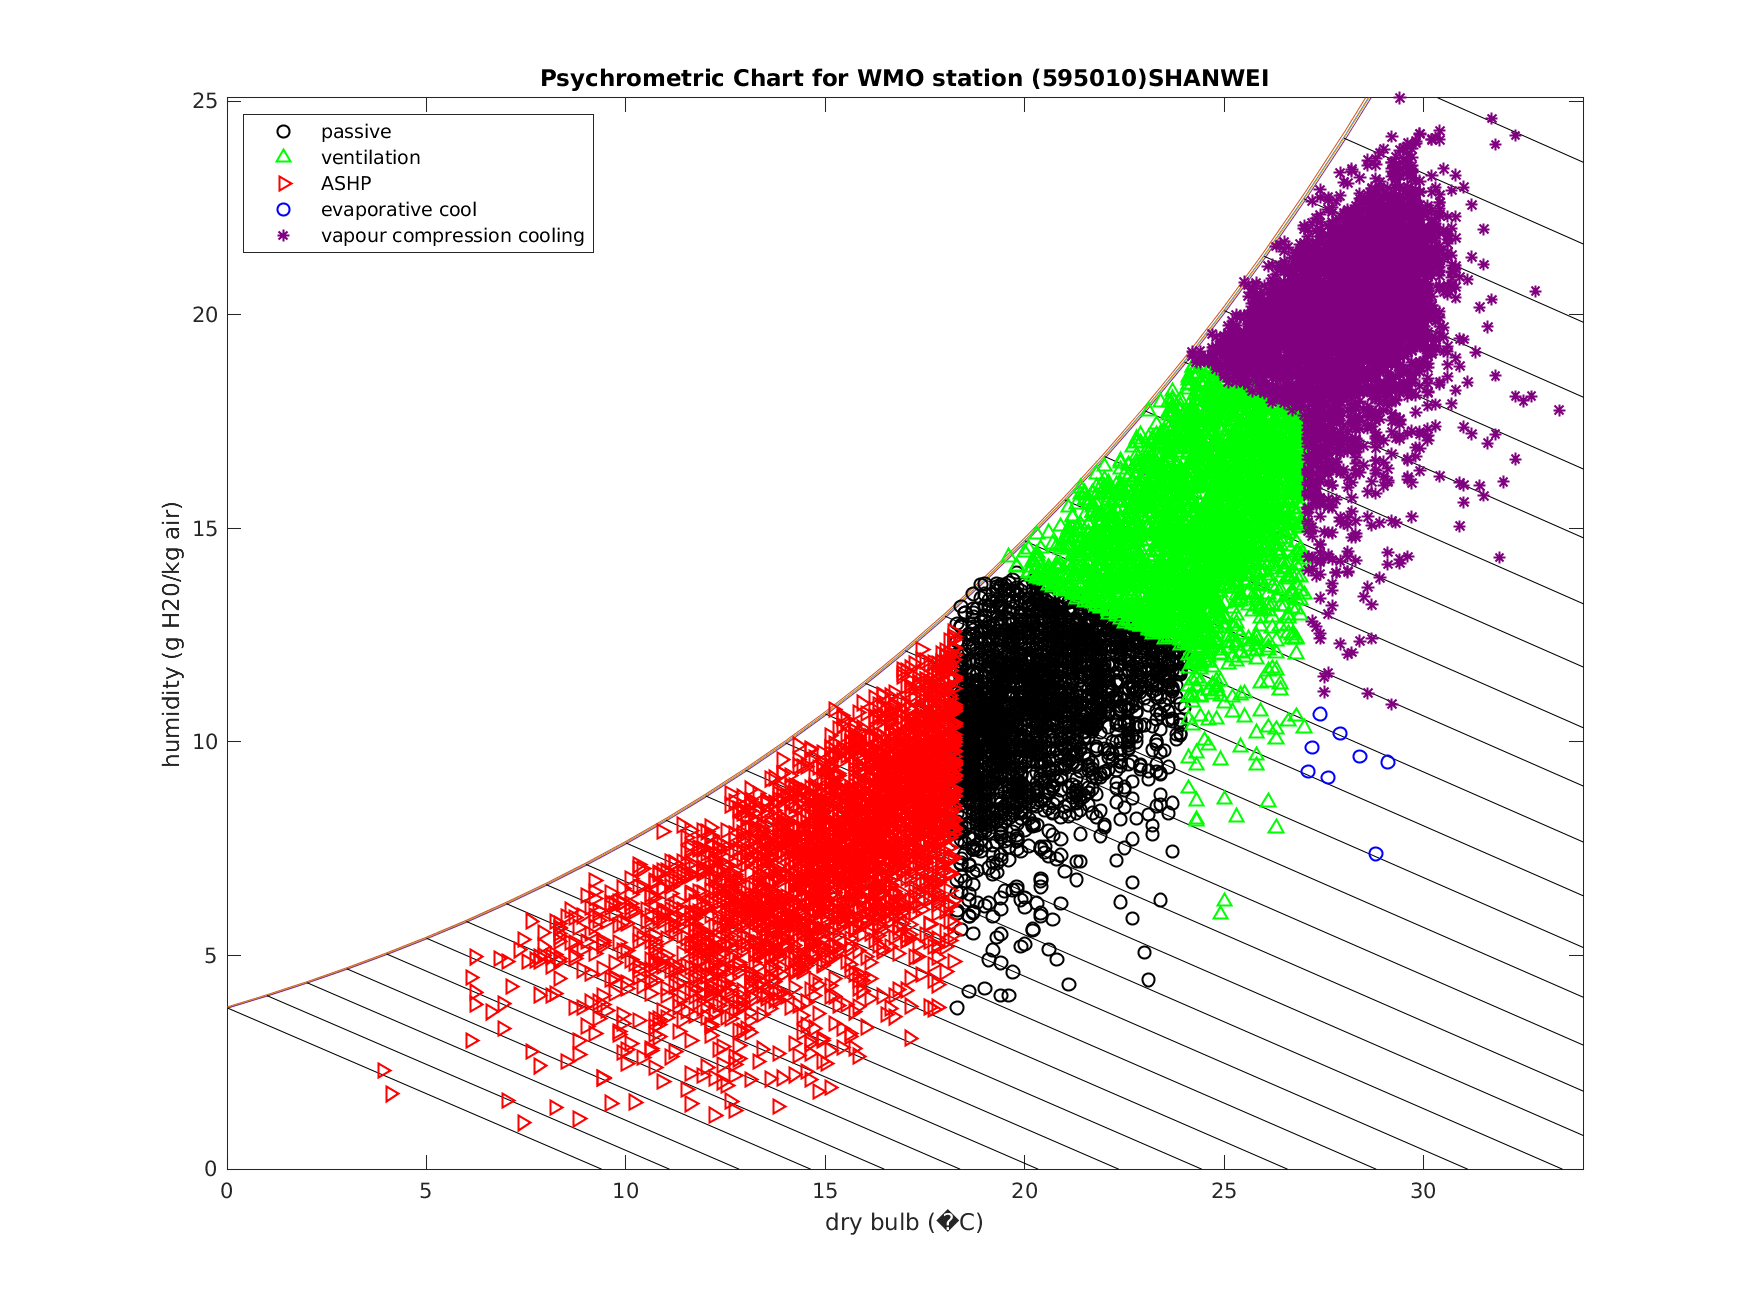 Psychrometric Chart for WMO station (595010)SHANWEI
passive
ventilation
ASHP
evaporative cool
vapour compression cooling
humidity (g H20/kg air)
25
20
15
10
5
0
0 5 10 15 20 25 30
dry bulb (�C)